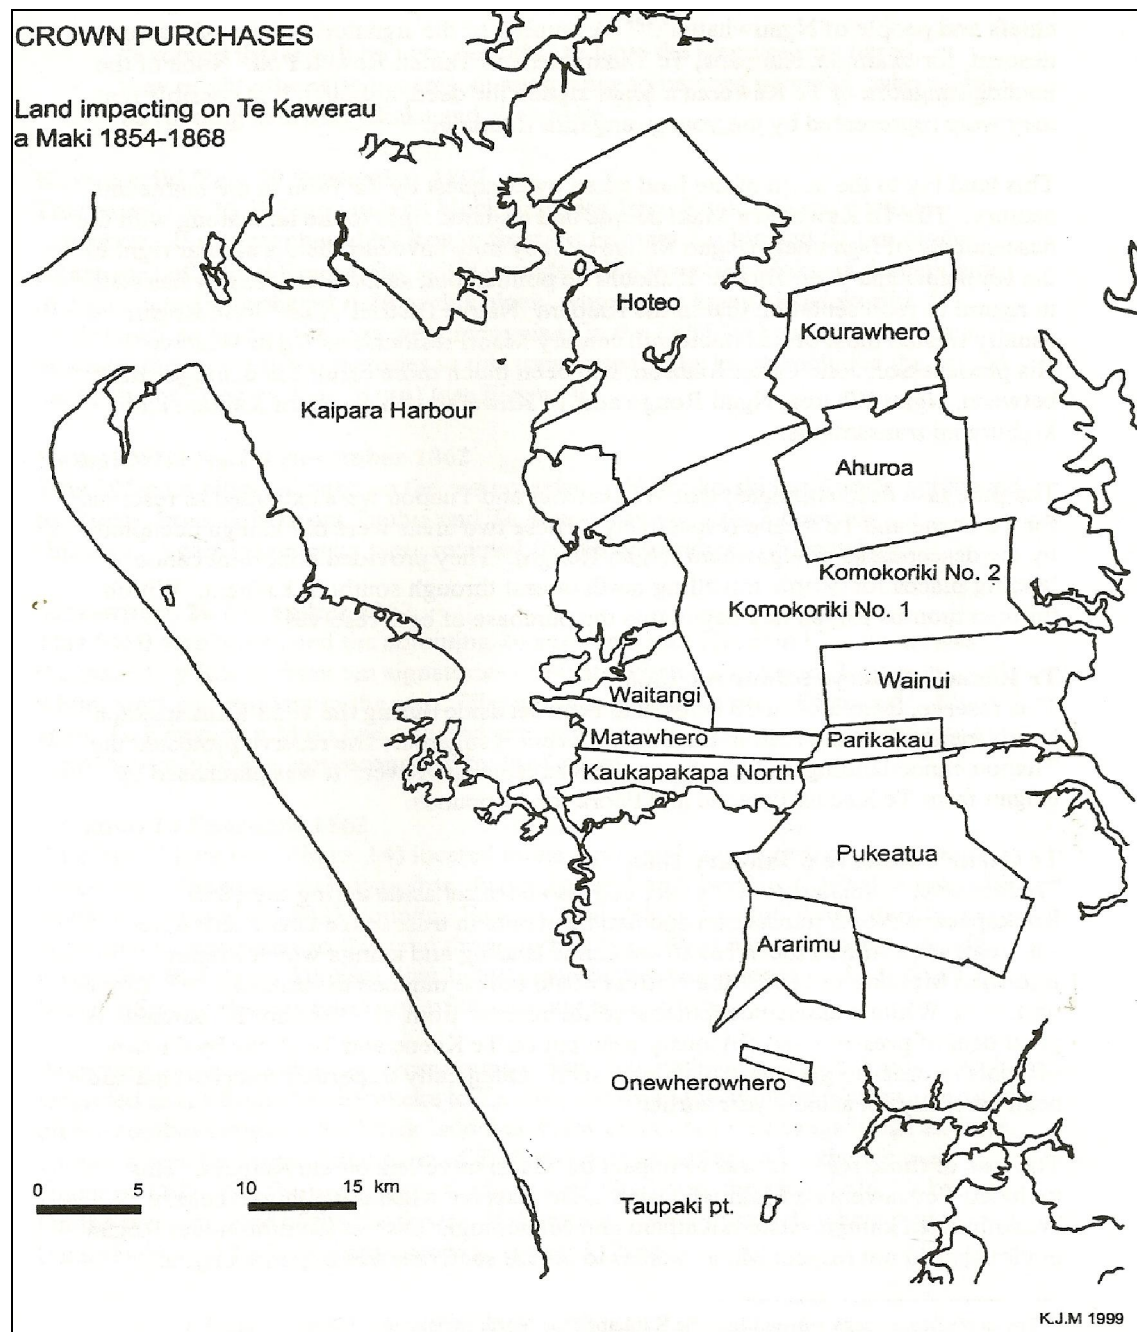 CROWN PURCHASES
Land impacting on Te Kawerau
a Maki 1854-1868
Hoteo
Kourawhero
Kaipara Harbour
Ahuroa
Komokoriki No. 2
Komokoriki No. 1
Waitangi
Wainui
Matawhero
Parikakau
Kaukapakapa North
Pukeatua
Ararimu
Onewherowhero
0 5 10 15 km
Taupaki pt.
K.J.M 1999